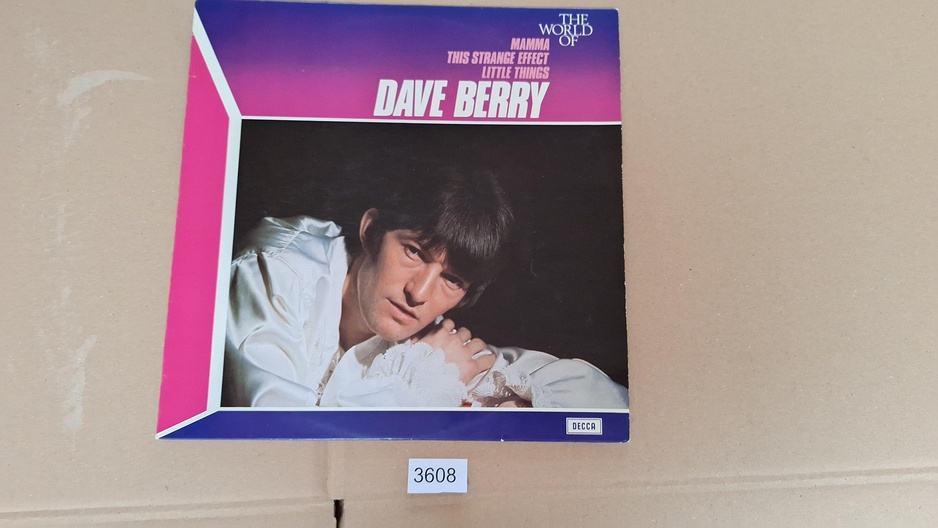 THE
WORLD
OF
MAMMA
THIS STRANGE EFFECT
LITTLE THINGS
DAVE BERRY
DECCA
3608